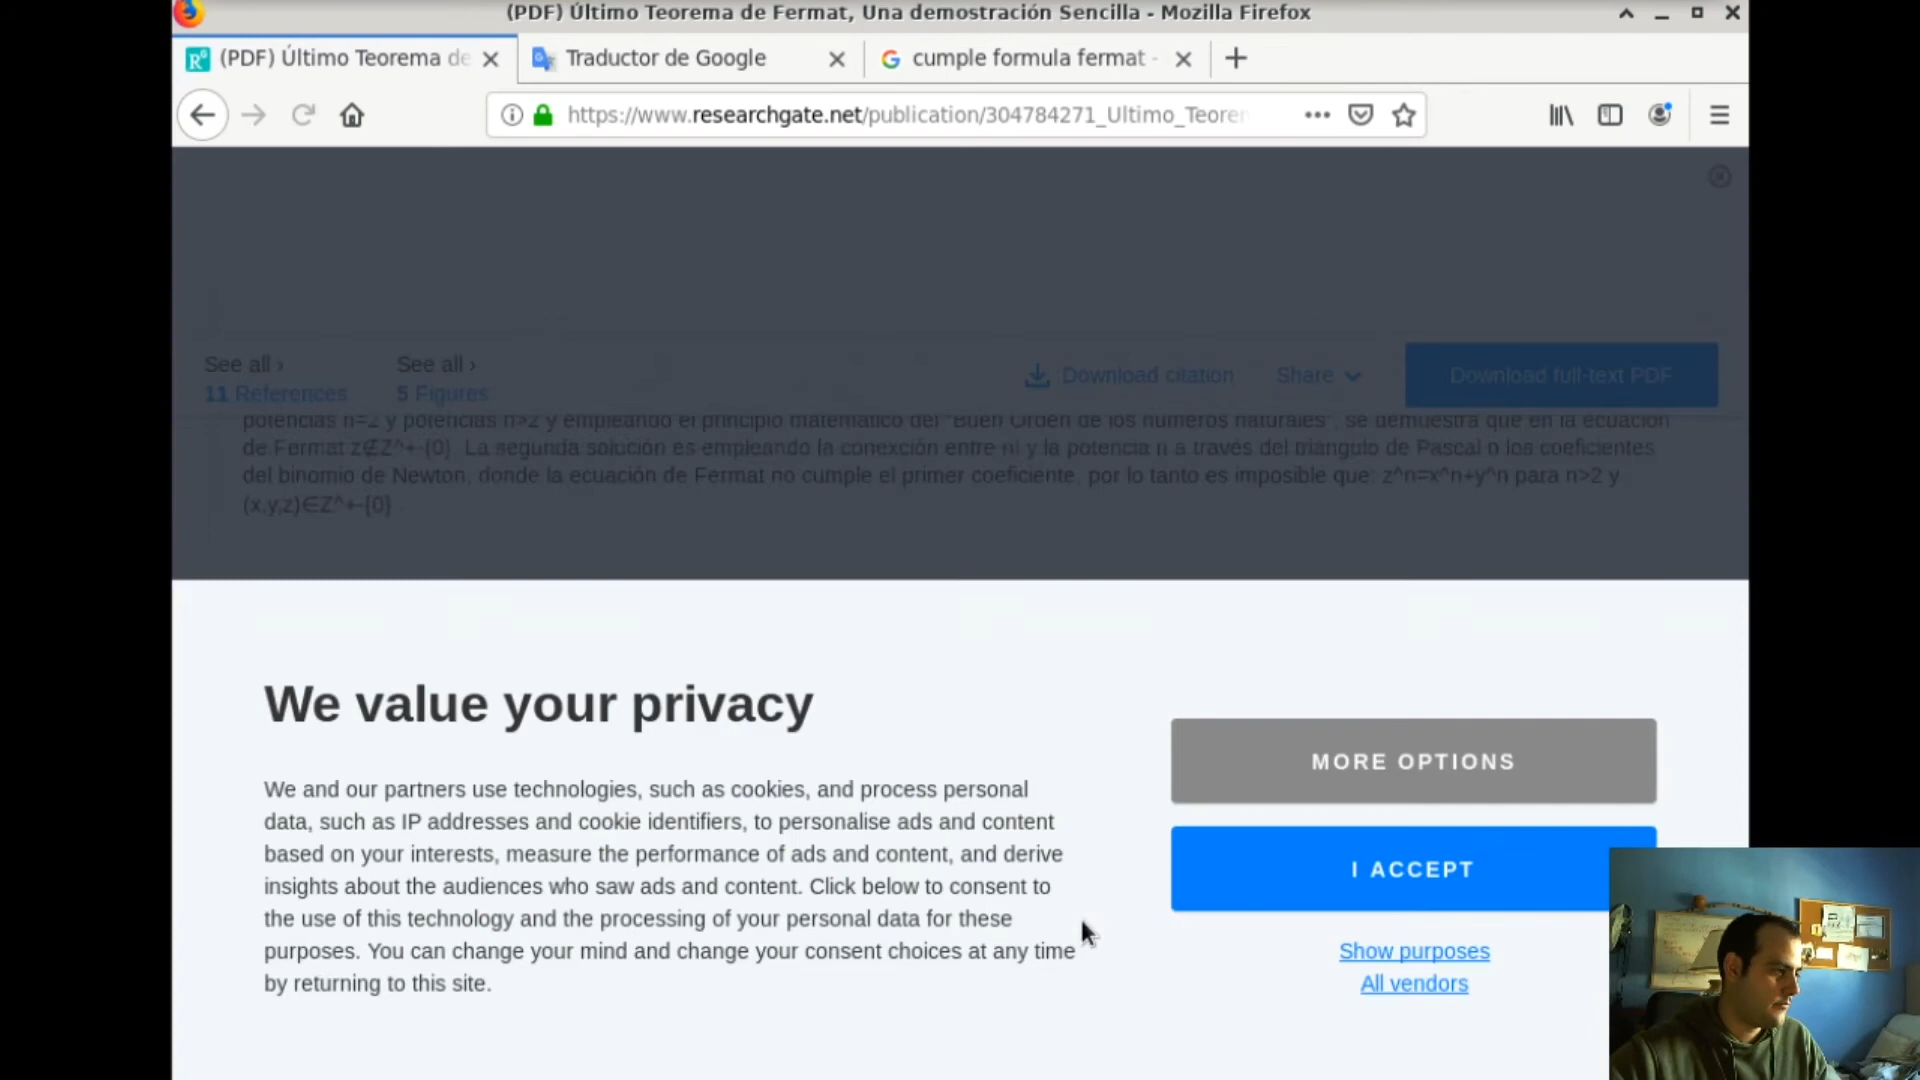 (PDF) Último Teorema de Fermat, Una demostración Sencilla - Mozilla Firefox
(PDF) Último Teorema de
Traductor de Google
cumple formula fermat -
https://www.researchgate.net/publication/304784271_Ultimo_Teorer
See all ›
See all ›
Download citation
Share
Download full-text PDF
11 References
5 Figures
potencias n=2 y potencias n>2 y empleando el principio matemático del "Buen Orden de los números naturales", se demuestra que en la ecuación
de Fermat z∉Z^+-{0}. La segunda solución es empleando la conexción entre n! y la potencia n a través del triangulo de Pascal n los coeficientes
del binomio de Newton, donde la ecuación de Fermat no cumple el primer coeficiente, por lo tanto es imposible que: z^n=x^n+y^n para n>2 y
(x,y,z)∈Z^+-{0}
We value your privacy
We and our partners use technologies, such as cookies, and process personal
data, such as IP addresses and cookie identifiers, to personalise ads and content
based on your interests, measure the performance of ads and content, and derive
insights about the audiences who saw ads and content. Click below to consent to
the use of this technology and the processing of your personal data for these
purposes. You can change your mind and change your consent choices at any time
by returning to this site.
MORE OPTIONS
I ACCEPT
Show purposes
All vendors